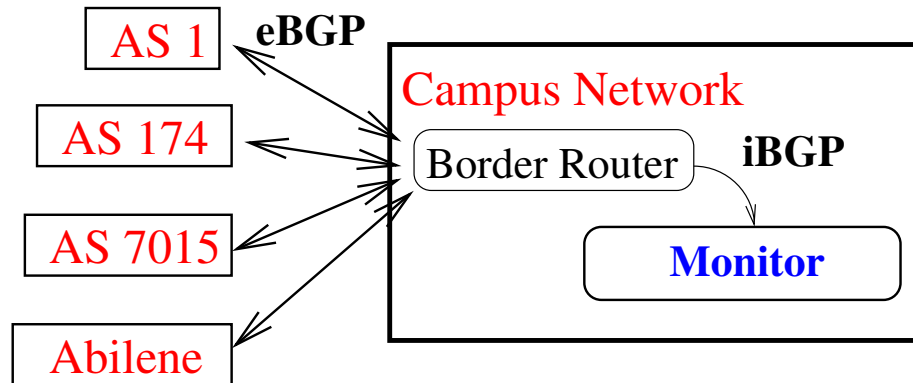 AS 1
eBGP
Campus Network
AS 174
Border Router
iBGP
AS 7015
Monitor
Abilene